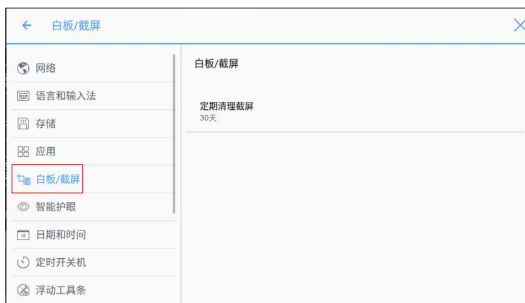 白板/截屏
网络
语言和输入法
存储
应用
白板/截屏
智能护眼
日期和时间
定时开关机
浮动工具条
白板/截屏
定期清理截屏
30天